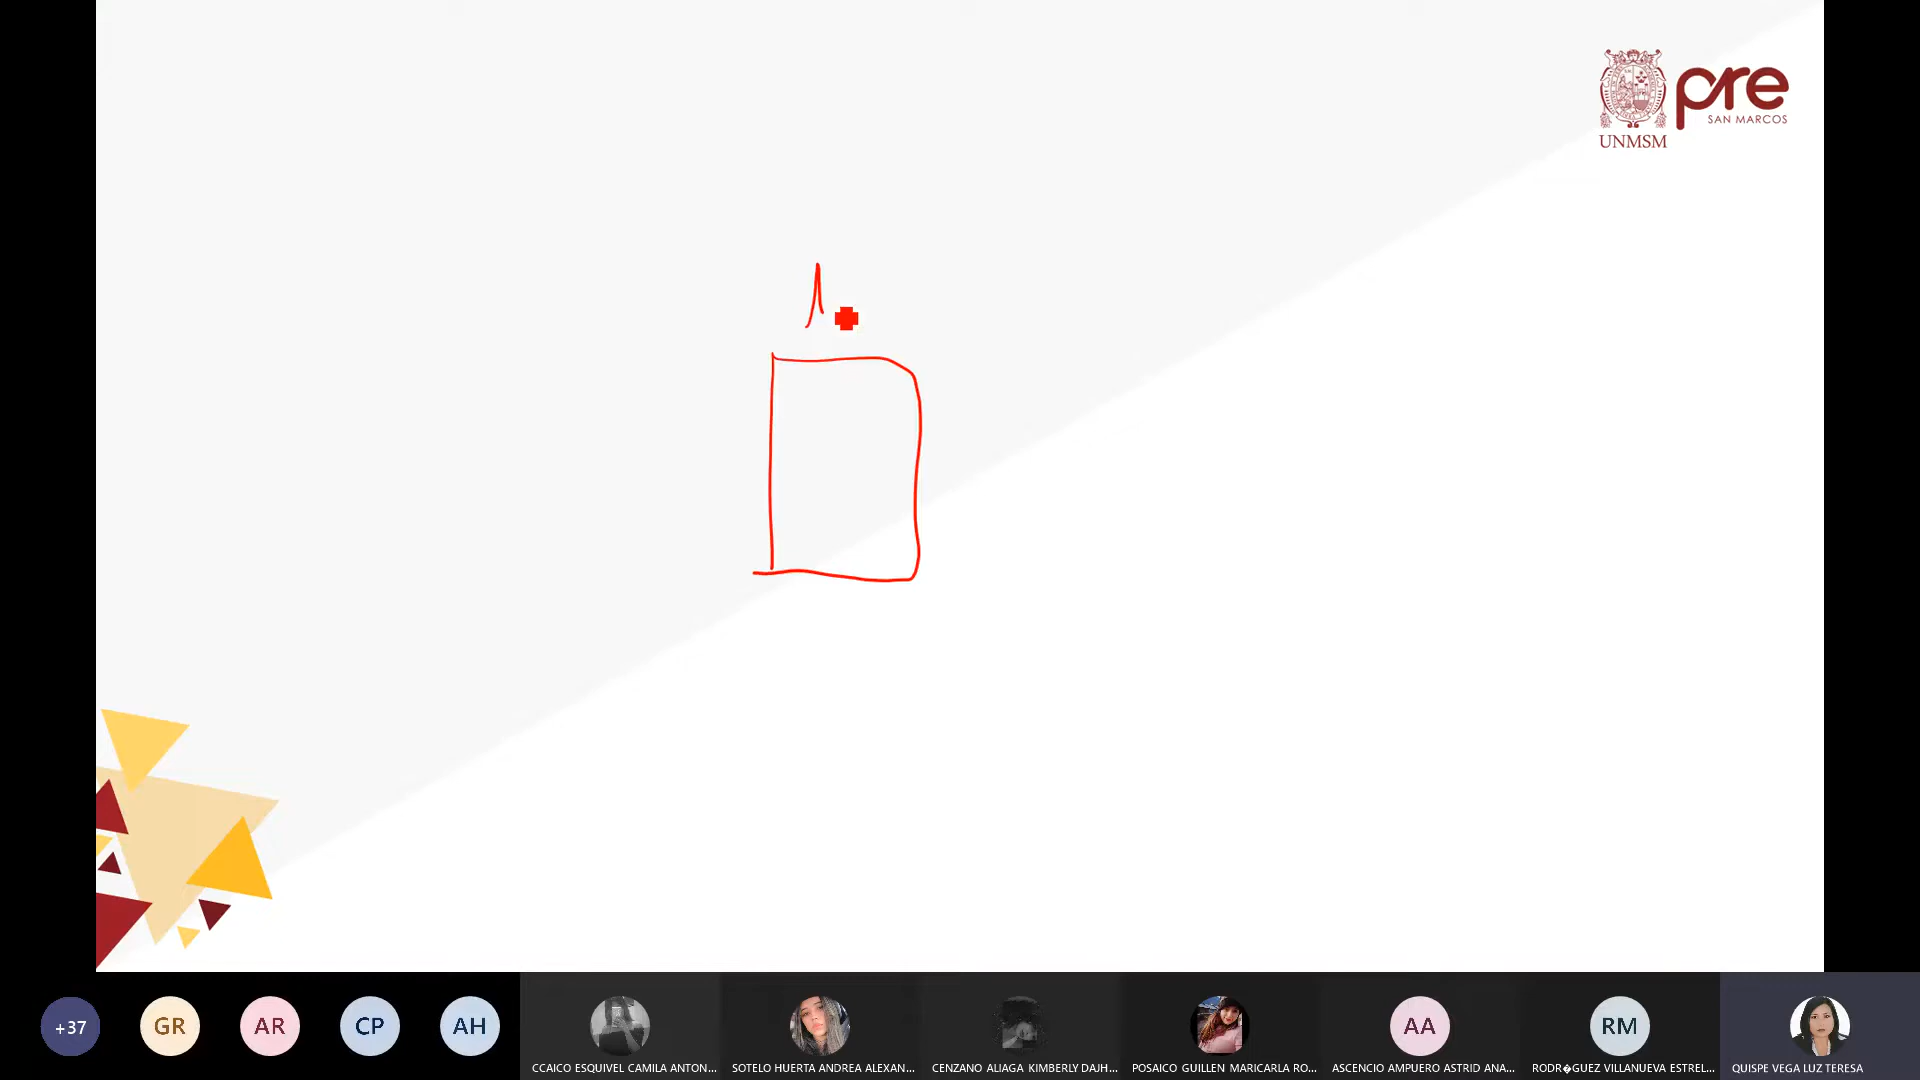 pre
SAN MARCOS
UNMSM
+37
GR
AR
CP
AH
AA
RM
CCAICO ESQUIVEL CAMILA ANTON...
SOTELO HUERTA ANDREA ALEXAN...
CENZANO ALIAGA KIMBERLY DAJH...
POSAICO GUILLEN MARICARLA RO...
ASCENCIO AMPUERO ASTRID ANA...
RODR�GUEZ VILLANUEVA ESTREL...
QUISPE VEGA LUZ TERESA